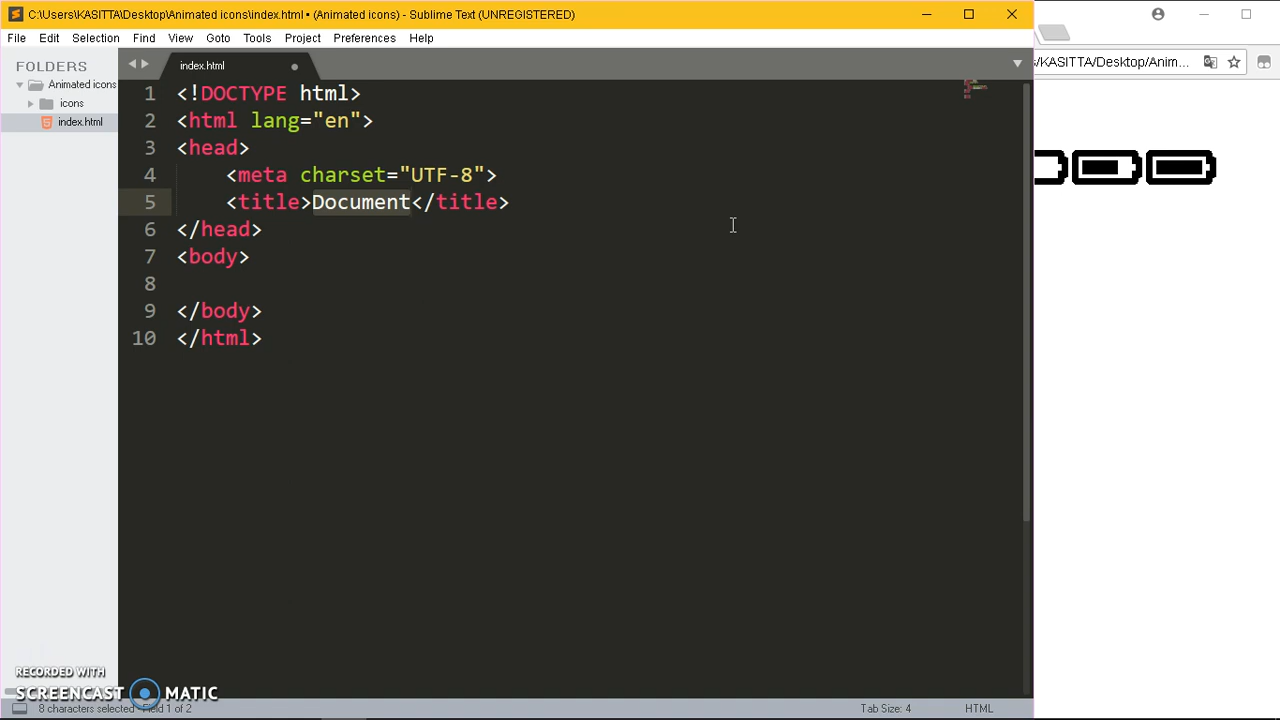 C:\Users\KASITTA\Desktop\Animated icons\index.html • (Animated icons) - Sublime Text (UNREGISTERED)
File Edit Selection Find View Goto Tools Project Preferences Help
s/KASITTA/Desktop/Anim...
FOLDERS
Animated icons
icons
index.html
index.html
1 <!DOCTYPE html>
2 <html lang="en">
3 <head>
4 <meta charset="UTF-8">
5 <title>Document</title>
6 </head>
7 <body>
8
9 </body>
10 </html>
RECORDED WITH
SCREENCAST MATIC
8 characters selected - Field 1 of 2
Tab Size: 4
HTML